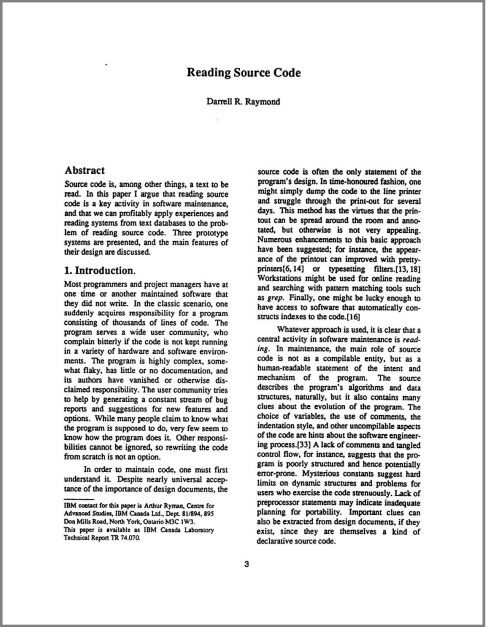 Reading Source Code
Darrell R. Raymond
Abstract
Source code is, among other things, a text to be
read. In this paper I argue that reading source
code is a key activity in software maintenance,
and that we can profitably apply experiences and
reading systems from text databases to the prob-
lem of reading source code. Three prototype
systems are presented, and the main features of
their design are discussed.
1. Introduction.
Most programmers and project managers have at
one time or another maintained software that
they did not write. In the classic scenario, one
suddenly acquires responsibility for a program
consisting of thousands of lines of code. The
program serves a wide user community, who
complain bitterly if the code is not kept running
in a variety of hardware and software environ-
ments. The program is highly complex, some-
what flaky, has little or no documentation, and
its authors have vanished or otherwise dis-
claimed responsibility. The user community tries
to help by generating a constant stream of bug
reports and suggestions for new features and
options. While many people claim to know what
the program is supposed to do, very few seem to
know how the program does it. Other responsi-
bilities cannot be ignored, so rewriting the code
from scratch is not an option.
In order to maintain code, one must first
understand it. Despite nearly universal accep-
tance of the importance of design documents, the
IBM contact for this paper is Arthur Ryman, Centre for
Advanced Studies, IBM Canada Ltd., Dept. 81/894, 895
Don Mills Road, North York, Ontario M3C 1W3.
This paper is available as IBM Canada Laboratory
Technical Report TR 74.070.
source code is often the only statement of the
program's design. In time-honoured fashion, one
might simply dump the code to the line printer
and struggle through the print-out for several
days. This method has the virtues that the prin-
tout can be spread around the room and anno-
tated, but otherwise is not very appealing.
Numerous enhancements to this basic approach
have been suggested; for instance, the appear-
ance of the printout can improved with pretty-
printers[6, 14] or typesetting filters.[13, 18]
Workstations might be used for online reading
and searching with pattern matching tools such
as grep. Finally, one might be lucky enough to
have access to software that automatically con-
structs indexes to the code.[16]
Whatever approach is used, it is clear that a
central activity in software maintenance is read-
ing. In maintenance, the main role of source
code is not as a compilable entity, but as a
human-readable statement of the intent and
mechanism of the program. The source
describes the program's algorithms and data
structures, naturally, but it also contains many
clues about the evolution of the program. The
choice of variables, the use of comments, the
indentation style, and other uncompilable aspects
of the code are hints about the software engineer-
ing process.[33] A lack of comments and tangled
control flow, for instance, suggests that the pro-
gram is poorly structured and hence potentially
error-prone. Mysterious constants suggest hard
limits on dynamic structures and problems for
users who exercise the code strenuously. Lack of
preprocessor statements may indicate inadequate
planning for portability. Important clues can
also be extracted from design documents, if they
exist, since they are themselves a kind of
declarative source code.
3